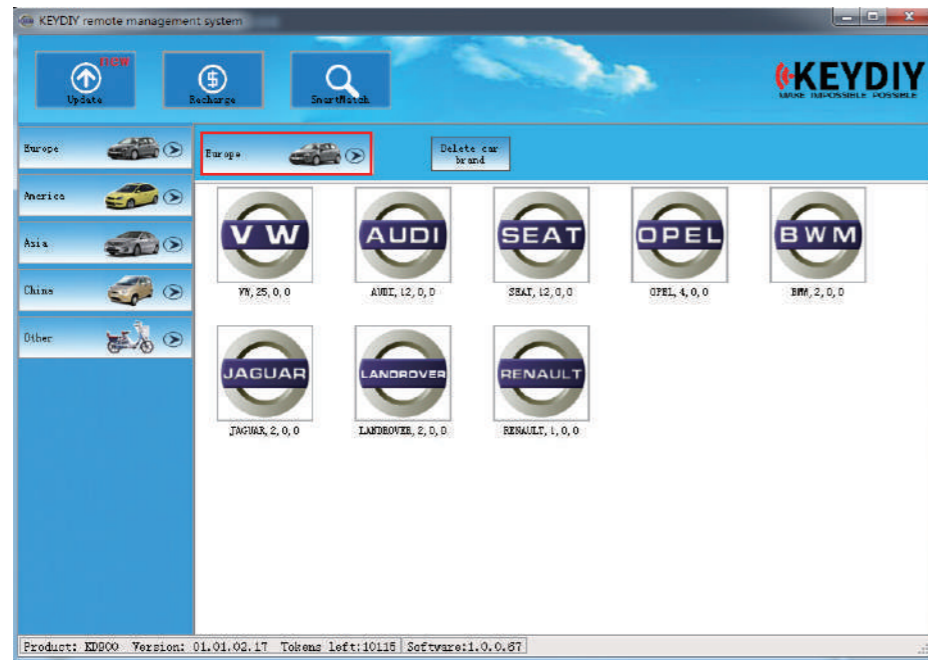 KEYDIY remote management system
NEW
Update
Recharge
SmartMatch
KEYDIY
MAKE IMPOSSIBLE POSSIBLE
Europe
America
Asia
China
Other
Europe
Delete car
brand
V W
AUDI
SEAT
OPEL
BWM
VW, 25, 0, 0
AUDI, 12, 0, 0
SEAT, 12, 0, 0
OPEL, 4, 0, 0
BWM, 2, 0, 0
JAGUAR
LANDROVER
RENAULT
JAGUAR, 2, 0, 0
LANDROVER, 2, 0, 0
RENAULT, 1, 0, 0
Product: KD900 Version: 01.01.02.17 Tokens left:10115 Software:1.0.0.67